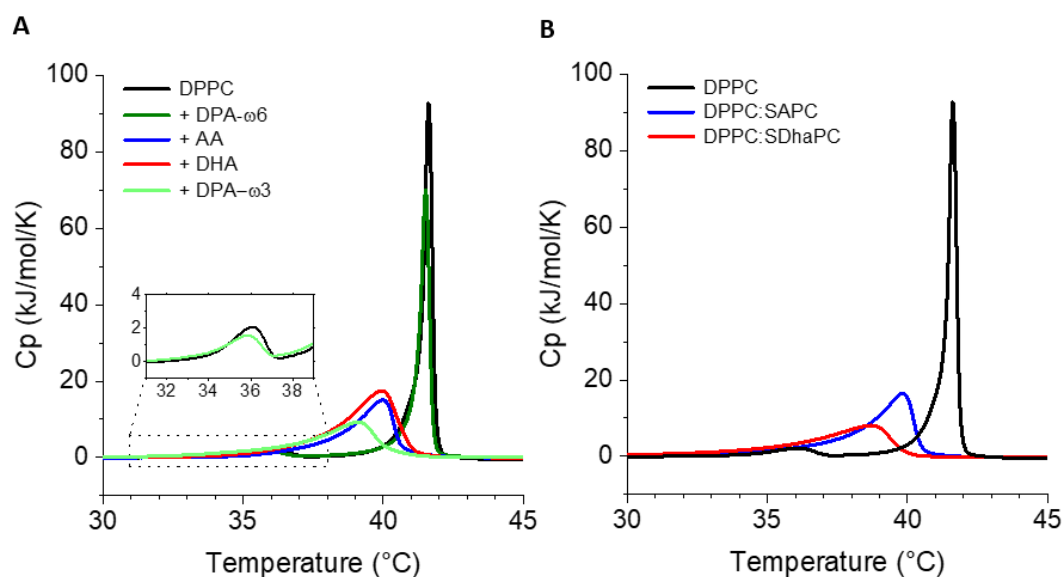 A
100
80
60
40
20
0
Cp (kJ/mol/K)
DPPC
+ DPA-ω6
+ AA
+ DHA
+ DPA–ω3
4
2
0
32 34 36 38
30 35 40 45
Temperature (°C)
B
100
80
60
40
20
0
Cp (kJ/mol/K)
DPPC
DPPC:SAPC
DPPC:SDhaPC
30 35 40 45
Temperature (°C)